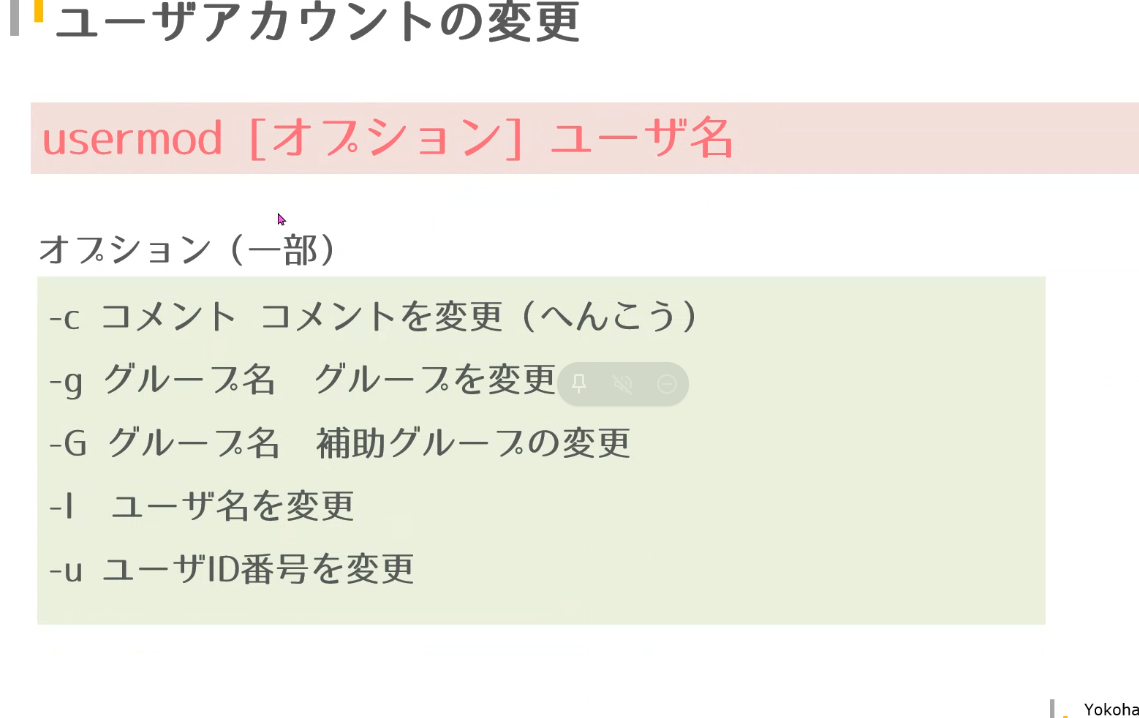 ユーザアカウントの変更
usermod [オプション] ユーザ名
オプション（一部）
-c コメント コメントを変更（へんこう）
-g グループ名　グループを変更
-G グループ名　補助グループの変更
-l　ユーザ名を変更
-u ユーザID番号を変更